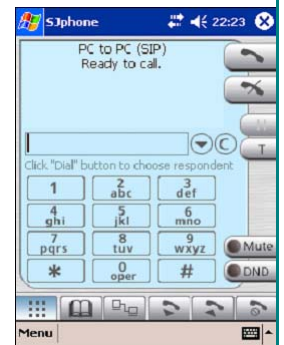 SJphone 22:23
PC to PC (SIP)
Ready to call.
H
T
C
Click "Dial" button to choose respondent
1 2 abc 3 def
4 ghi 5 jkl 6 mno
7 pqrs 8 tuv 9 wxyz
Mute
* 0 oper #
DND
Menu